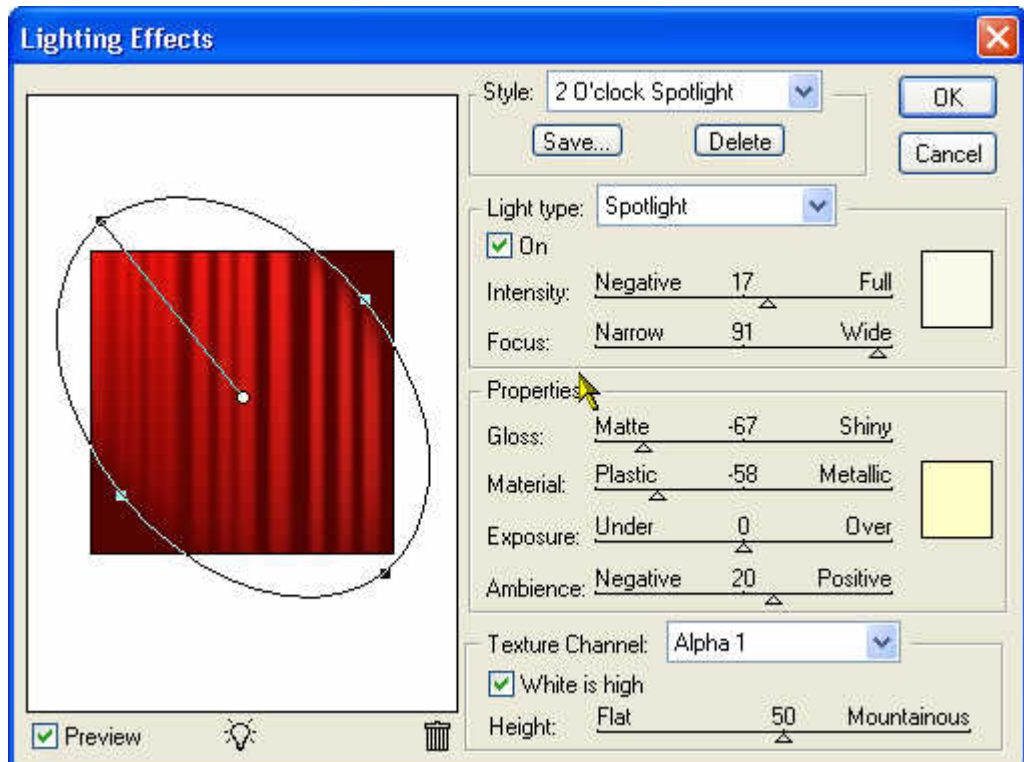 Lighting Effects
Style: 2 O'clock Spotlight
OK
Save... Delete
Cancel
Light type: Spotlight
On
Intensity: Negative 17 Full
Focus: Narrow 91 Wide
Properties
Gloss: Matte -67 Shiny
Material: Plastic -58 Metallic
Exposure: Under 0 Over
Ambience: Negative 20 Positive
Texture Channel: Alpha 1
White is high
Height: Flat 50 Mountainous
Preview